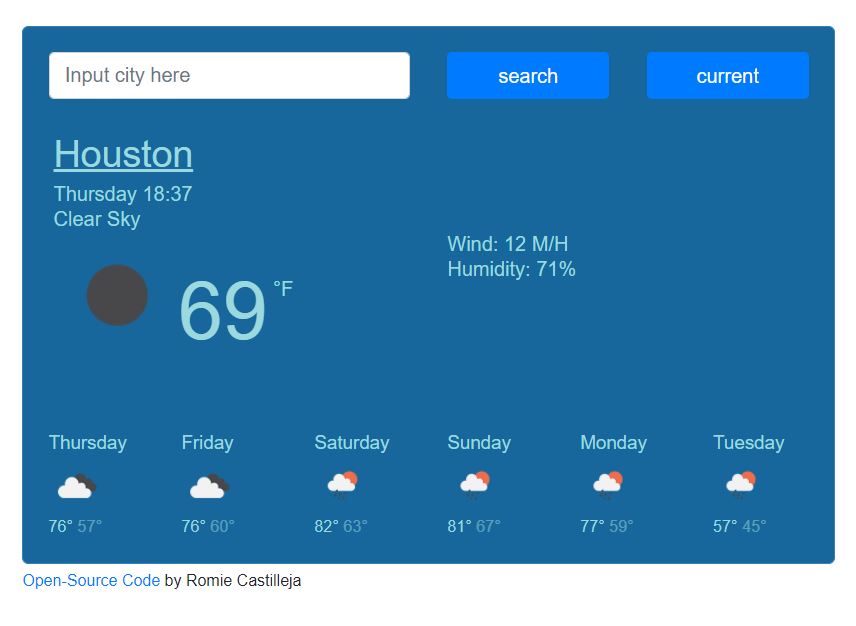 Input city here search current
Houston
Thursday 18:37
Clear Sky
Wind: 12 M/H
Humidity: 71%
69 °F
Thursday Friday Saturday Sunday Monday Tuesday
76° 57° 76° 60° 82° 63° 81° 67° 77° 59° 57° 45°
Open-Source Code by Romie Castilleja